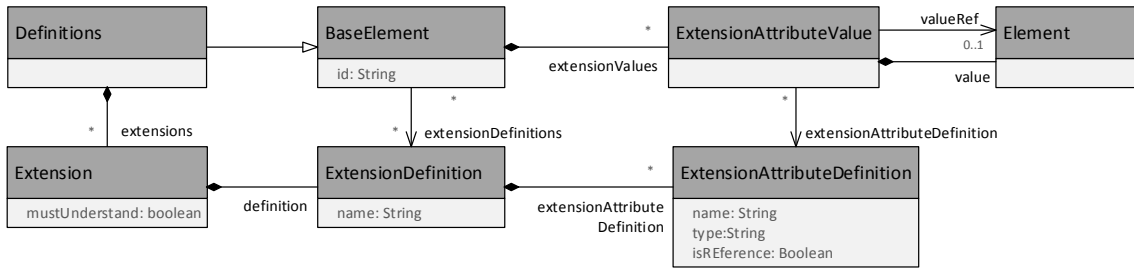 Definitions
BaseElement
id: String
*
extensionValues
ExtensionAttributeValue
valueRef
0..1
value
Element
*
extensions
*
*
extensionDefinitions
*
extensionAttributeDefinition
Extension
mustUnderstand: boolean
definition
ExtensionDefinition
name: String
*
extensionAttribute
Definition
ExtensionAttributeDefinition
name: String
type:String
isREference: Boolean